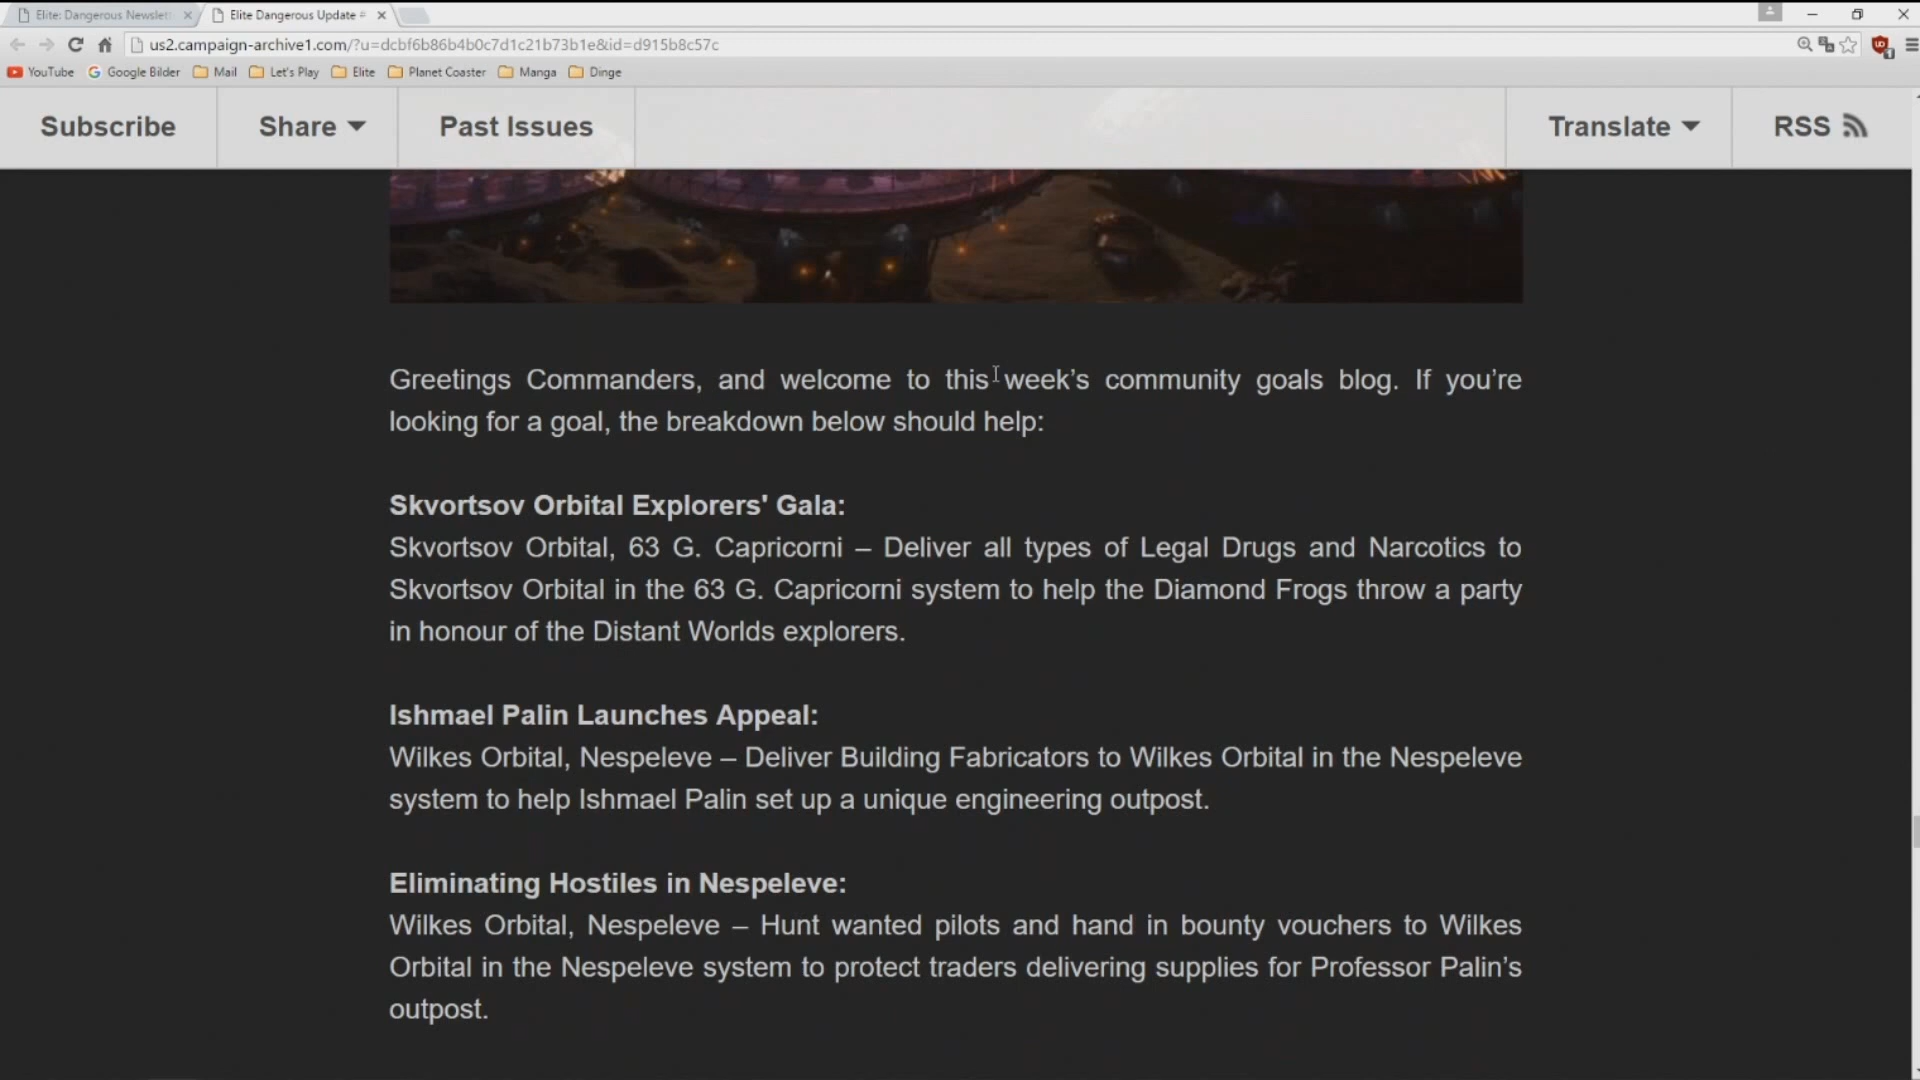 Elite: Dangerous Newslett
Elite Dangerous Update #
us2.campaign-archive1.com/?u=dcbf6b86b4b0c7d1c21b73b1e&id=d915b8c57c
YouTube Google Bilder Mail Let's Play Elite Planet Coaster Manga Dinge
Subscribe Share Past Issues Translate RSS
Greetings Commanders, and welcome to this week’s community goals blog. If you’re
looking for a goal, the breakdown below should help:
Skvortsov Orbital Explorers' Gala:
Skvortsov Orbital, 63 G. Capricorni – Deliver all types of Legal Drugs and Narcotics to
Skvortsov Orbital in the 63 G. Capricorni system to help the Diamond Frogs throw a party
in honour of the Distant Worlds explorers.
Ishmael Palin Launches Appeal:
Wilkes Orbital, Nespeleve – Deliver Building Fabricators to Wilkes Orbital in the Nespeleve
system to help Ishmael Palin set up a unique engineering outpost.
Eliminating Hostiles in Nespeleve:
Wilkes Orbital, Nespeleve – Hunt wanted pilots and hand in bounty vouchers to Wilkes
Orbital in the Nespeleve system to protect traders delivering supplies for Professor Palin’s
outpost.